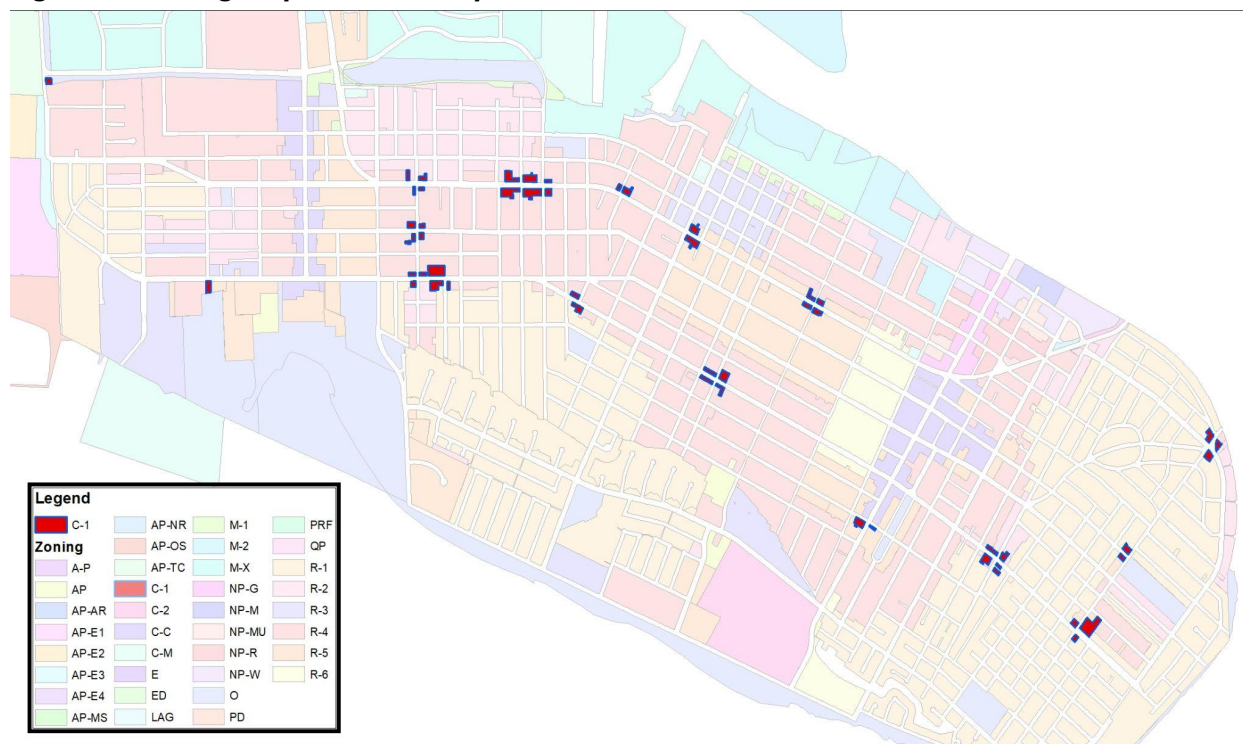 Legend
C-1
Zoning
A-P
AP
AP-AR
AP-E1
AP-E2
AP-E3
AP-E4
AP-MS
AP-NR
AP-OS
AP-TC
C-1
C-2
C-C
C-M
E
ED
LAG
M-1
M-2
M-X
NP-G
NP-M
NP-MU
NP-R
NP-W
O
PD
PRF
QP
R-1
R-2
R-3
R-4
R-5
R-6